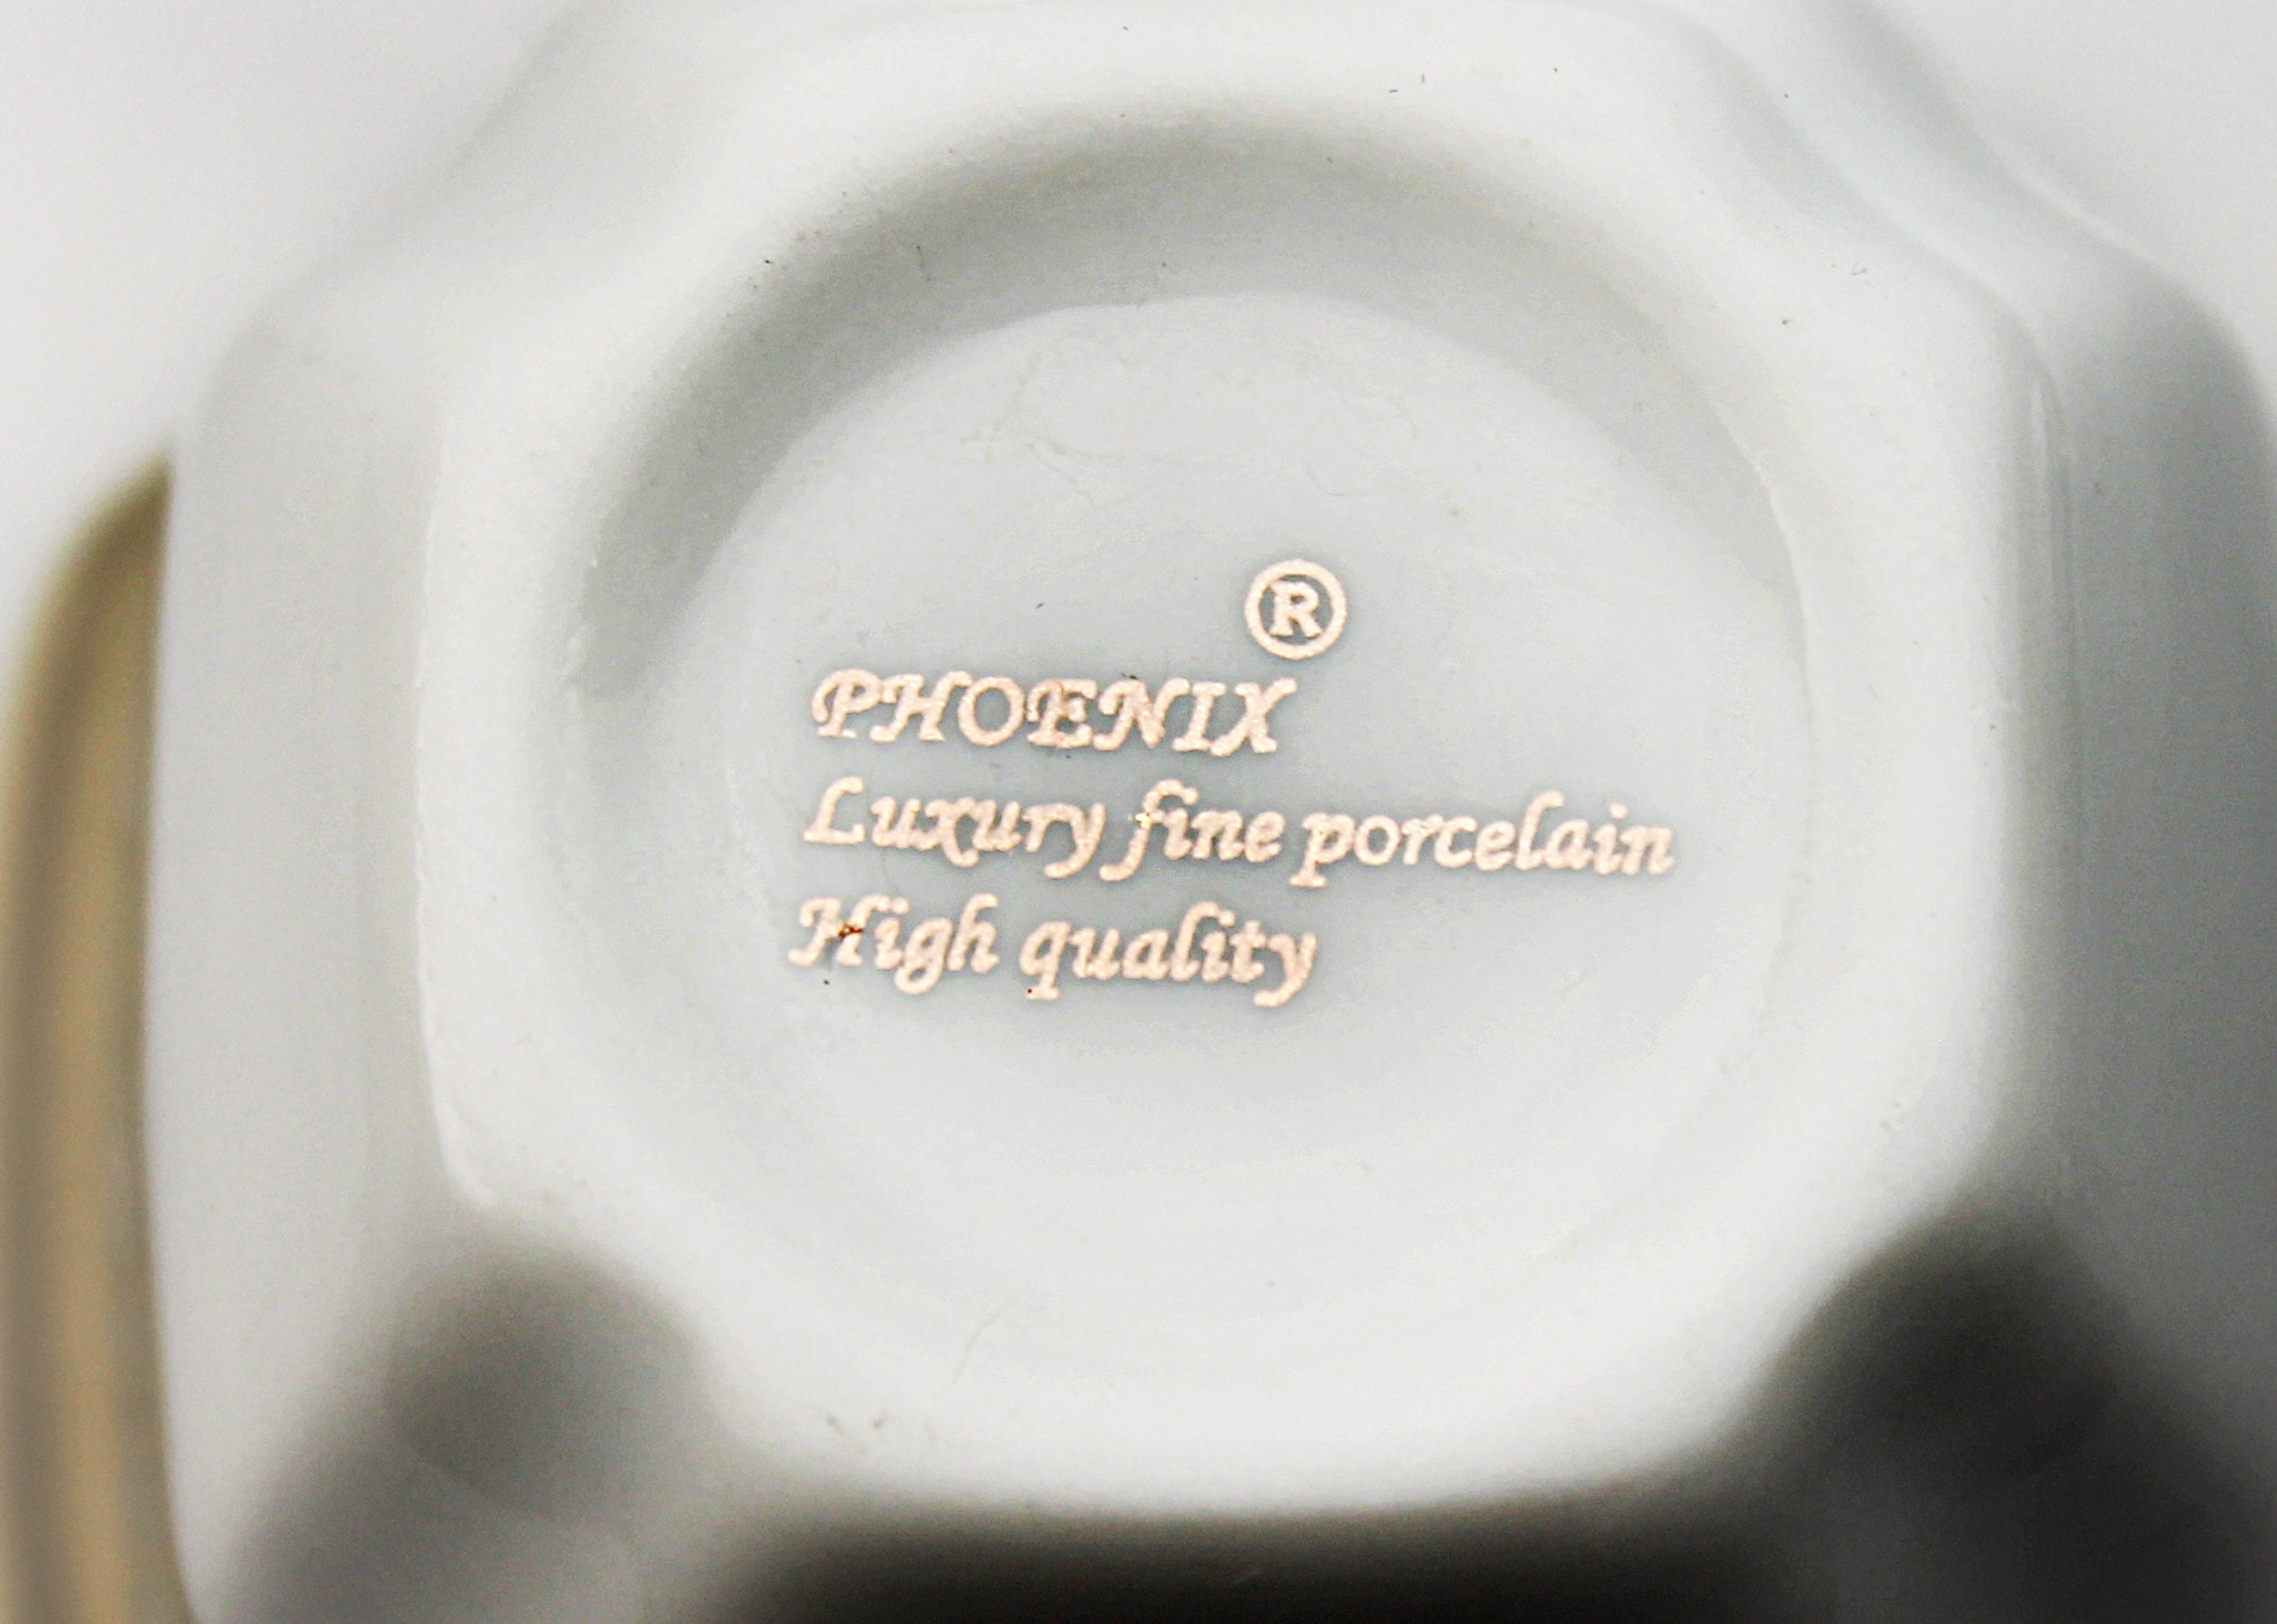 PHOENIX®
Luxury fine porcelain
High quality